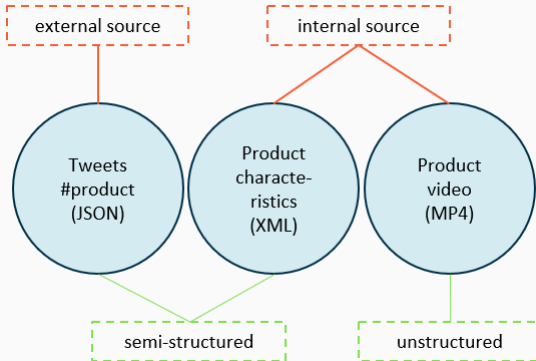 external source
internal source
Tweets
#product
(JSON)
Product
characte-
ristics
(XML)
Product
video
(MP4)
semi-structured
unstructured